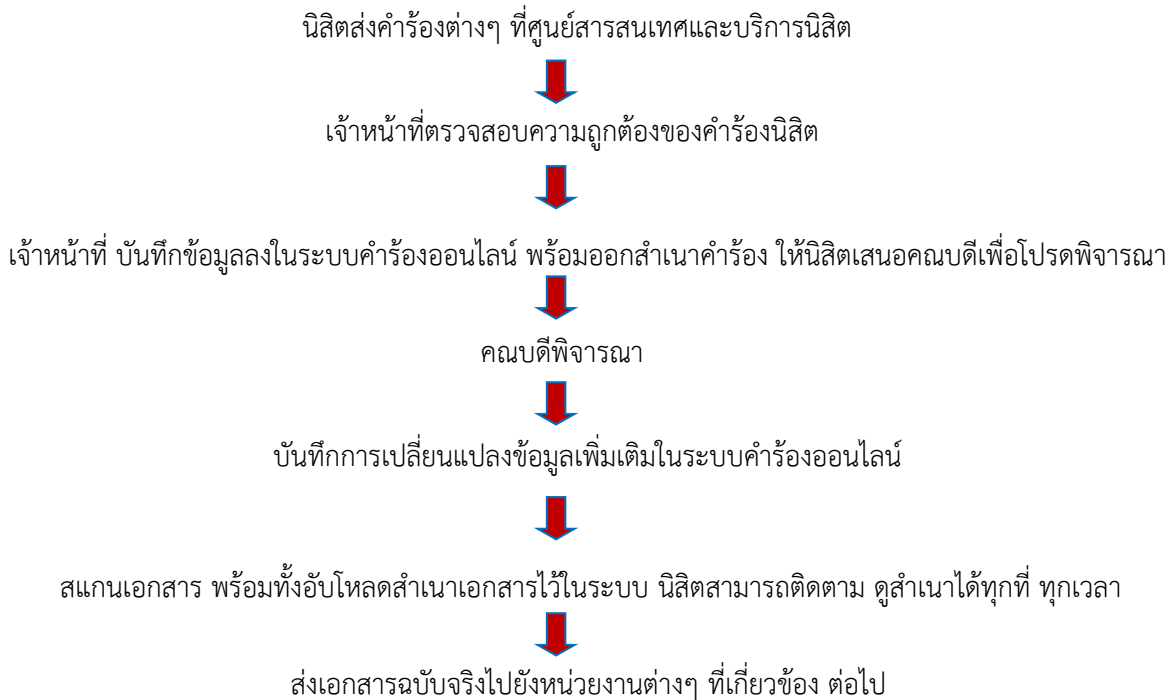 นิสิตส่งคำร้องต่างๆ ที่ศูนย์สารสนเทศและบริการนิสิต
เจ้าหน้าที่ตรวจสอบความถูกต้องของคำร้องนิสิต
เจ้าหน้าที่ บันทึกข้อมูลลงในระบบคำร้องออนไลน์ พร้อมออกสำเนาคำร้อง ให้นิสิตเสนอคณบดีเพื่อโปรดพิจารณา
คณบดีพิจารณา
บันทึกการเปลี่ยนแปลงข้อมูลเพิ่มเติมในระบบคำร้องออนไลน์
สแกนเอกสาร พร้อมทั้งอับโหลดสำเนาเอกสารไว้ในระบบ นิสิตสามารถติดตาม ดูสำเนาได้ทุกที่ ทุกเวลา
ส่งเอกสารฉบับจริงไปยังหน่วยงานต่างๆ ที่เกี่ยวข้อง ต่อไป